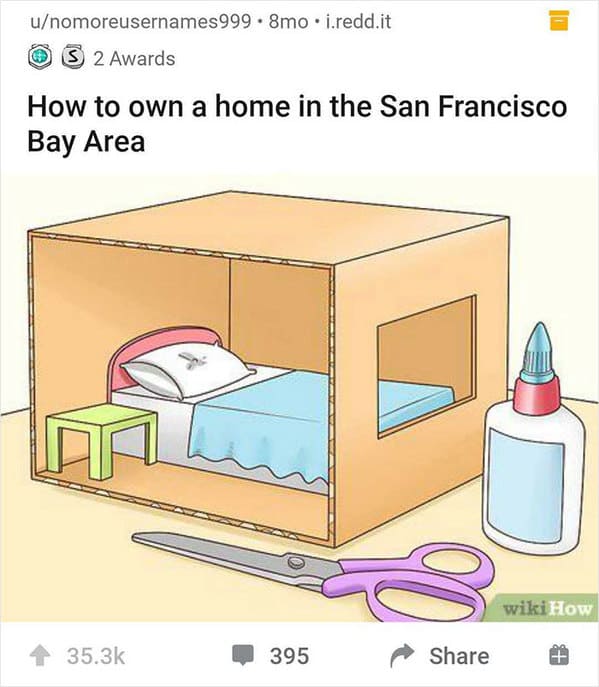 u/nomoreusernames999 • 8mo • i.redd.it
S 2 Awards
How to own a home in the San Francisco
Bay Area
wikiHow
35.3k 395 Share